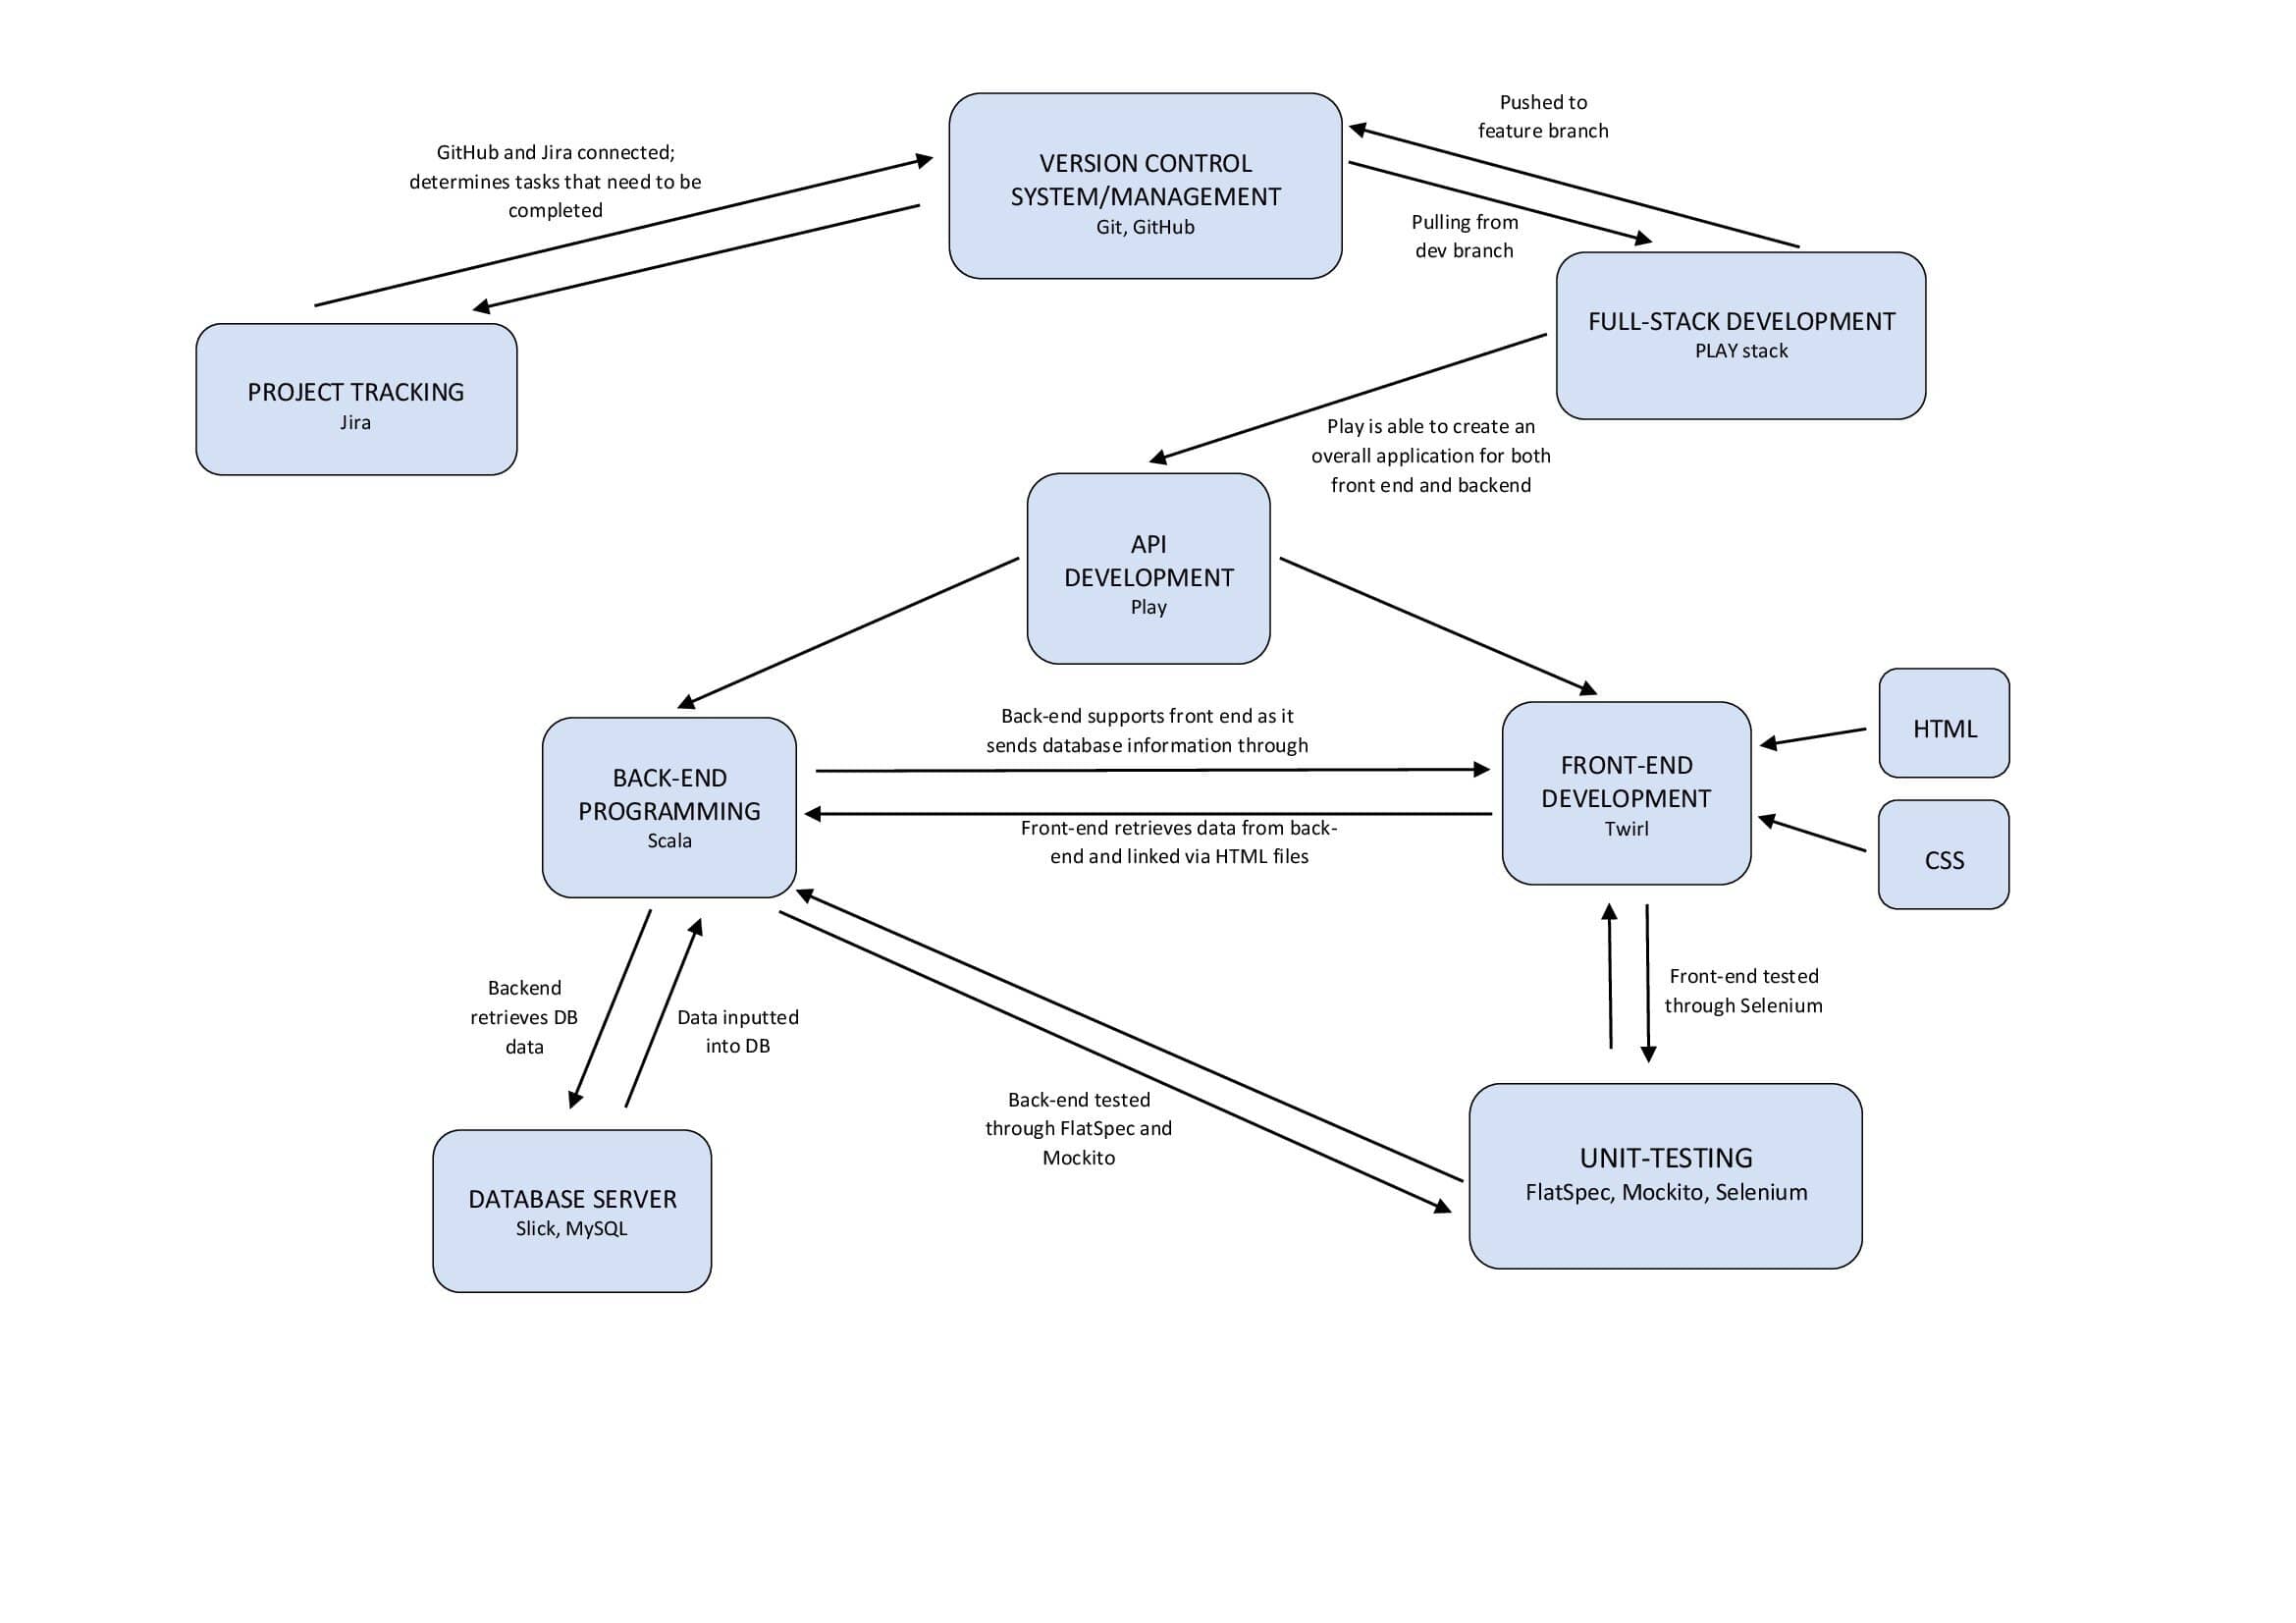 Pushed to
feature branch
GitHub and Jira connected;
determines tasks that need to be
completed
VERSION CONTROL
SYSTEM/MANAGEMENT
Git, GitHub
Pulling from
dev branch
FULL-STACK DEVELOPMENT
PLAY stack
PROJECT TRACKING
Jira
Play is able to create an
overall application for both
front end and backend
API
DEVELOPMENT
Play
Back-end supports front end as it
sends database information through
HTML
BACK-END
PROGRAMMING
Scala
FRONT-END
DEVELOPMENT
Twirl
Front-end retrieves data from back-
end and linked via HTML files
CSS
Backend
retrieves DB
data
Data inputted
into DB
Front-end tested
through Selenium
Back-end tested
through FlatSpec and
Mockito
UNIT-TESTING
FlatSpec, Mockito, Selenium
DATABASE SERVER
Slick, MySQL